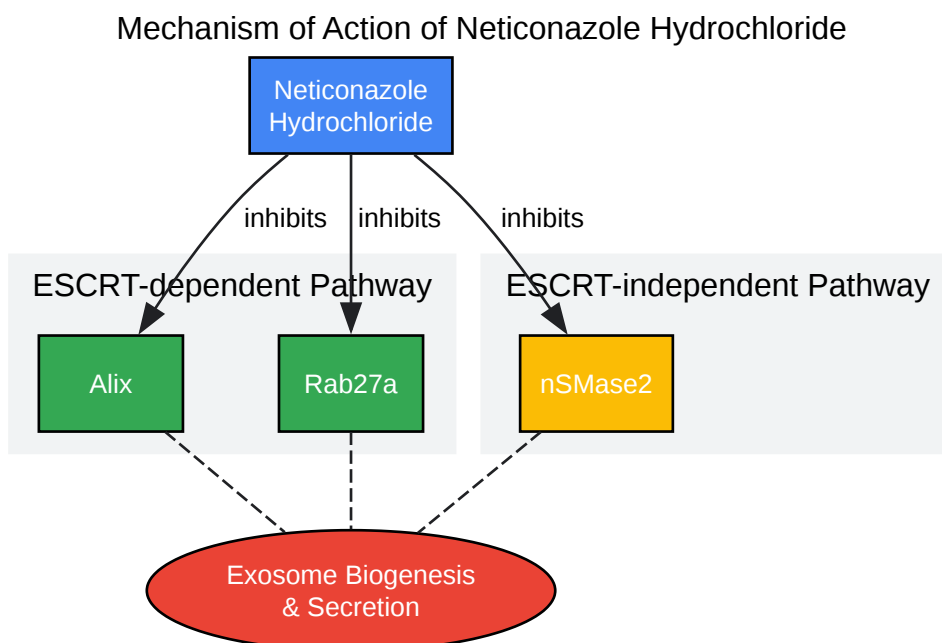 Mechanism of Action of Neticonazole Hydrochloride
Neticonazole
Hydrochloride
inhibits
inhibits
inhibits
ESCRT-dependent Pathway
ESCRT-independent Pathway
Alix
Rab27a
nSMase2
Exosome Biogenesis
& Secretion